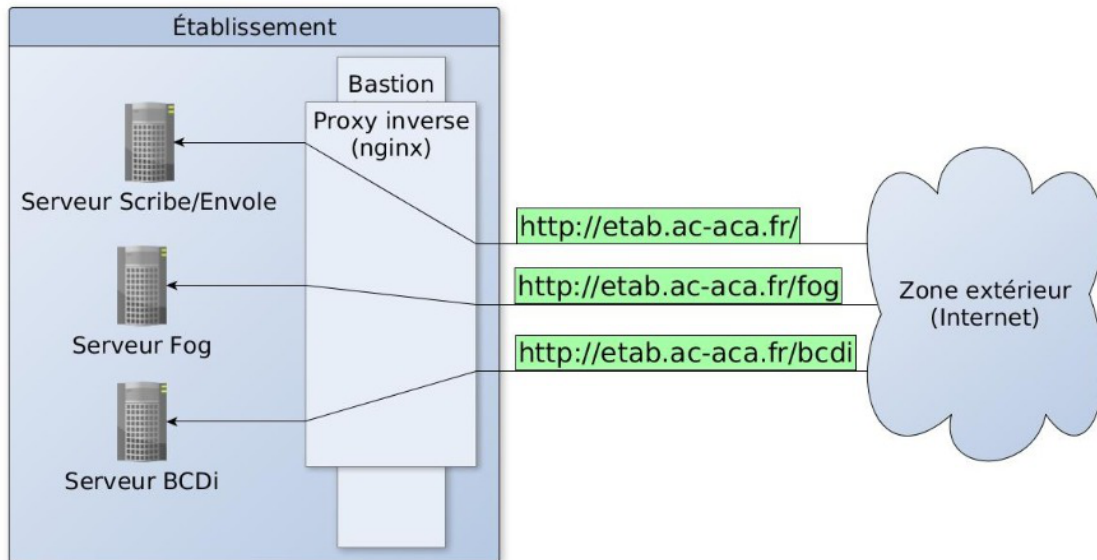 Établissement
Bastion
Proxy inverse
(nginx)
Serveur Scribe/Envole
http://etab.ac-aca.fr/
http://etab.ac-aca.fr/fog
Zone extérieur
(Internet)
Serveur Fog
http://etab.ac-aca.fr/bcdi
Serveur BCDi